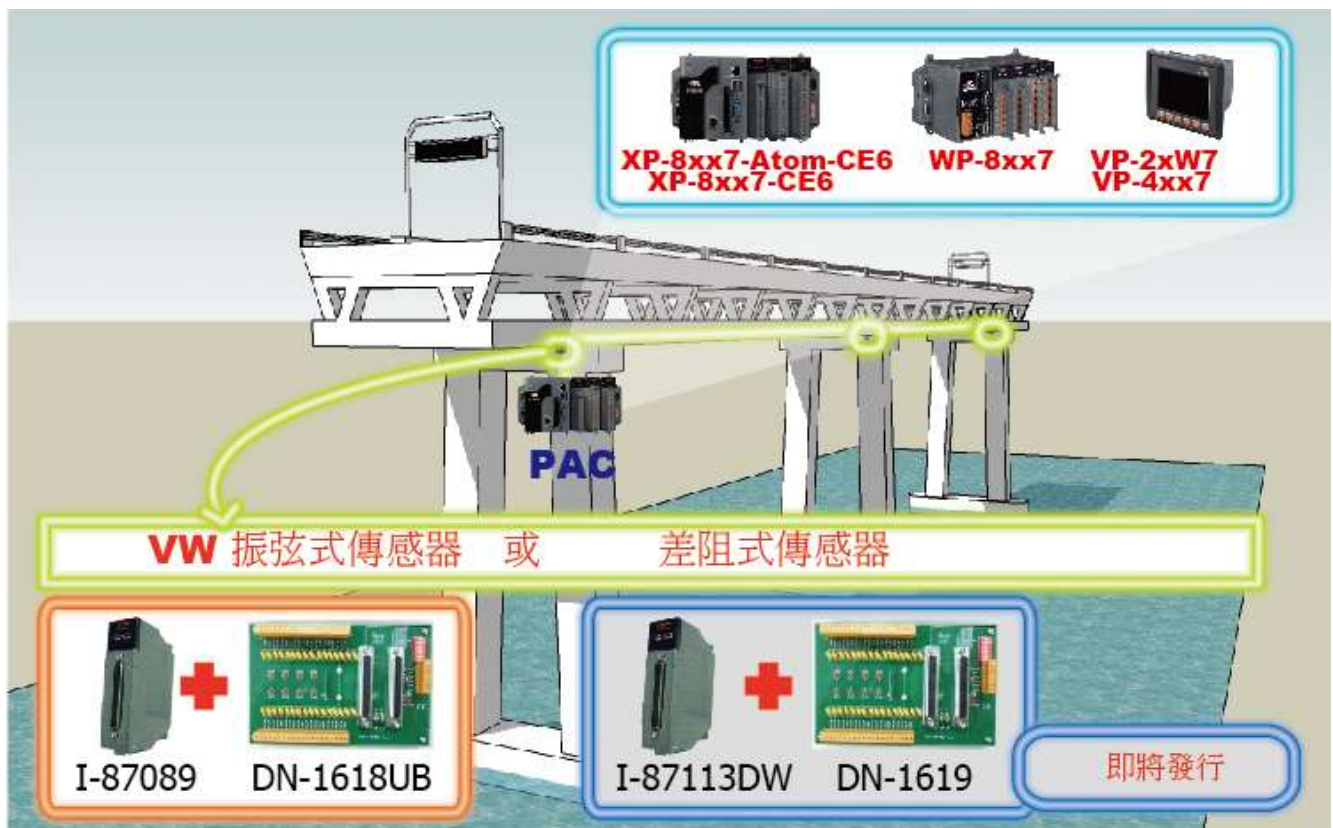 XP-8xx7-Atom-CE6
XP-8xx7-CE6
WP-8xx7
VP-2xW7
VP-4xx7
PAC
VW 振弦式傳感器 或 差阻式傳感器
I-87089
DN-1618UB
I-87113DW
DN-1619
即將發行